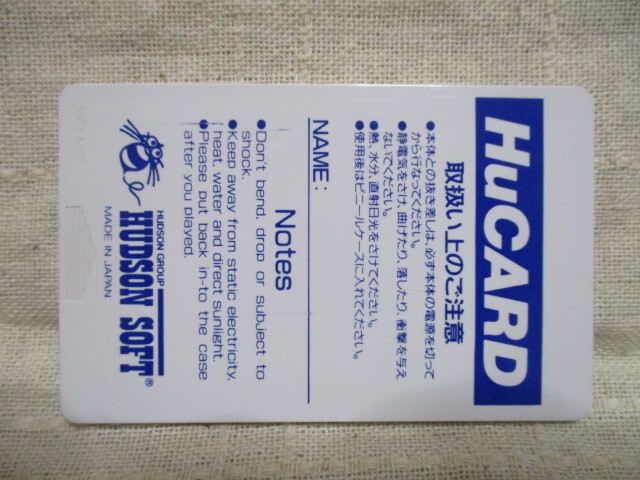 HuCARD
取扱い上のご注意
●本体との抜き差しは、必ず本体の電源を切って
から行なってください。
●静電気をさけ、曲げたり、落したり、衝撃を与え
ないでください。
●熱、水分、直射日光をさけてください。
●使用後はビニールケースに入れてください。
NAME:
Notes
●Don't bend, drop or subject to
shock.
●Keep away from static electricity,
heat, water and direct sunlight.
●Please put back in-to the case
after you played.
HUDSON GROUP
HUDSON SOFT®
MADE IN JAPAN